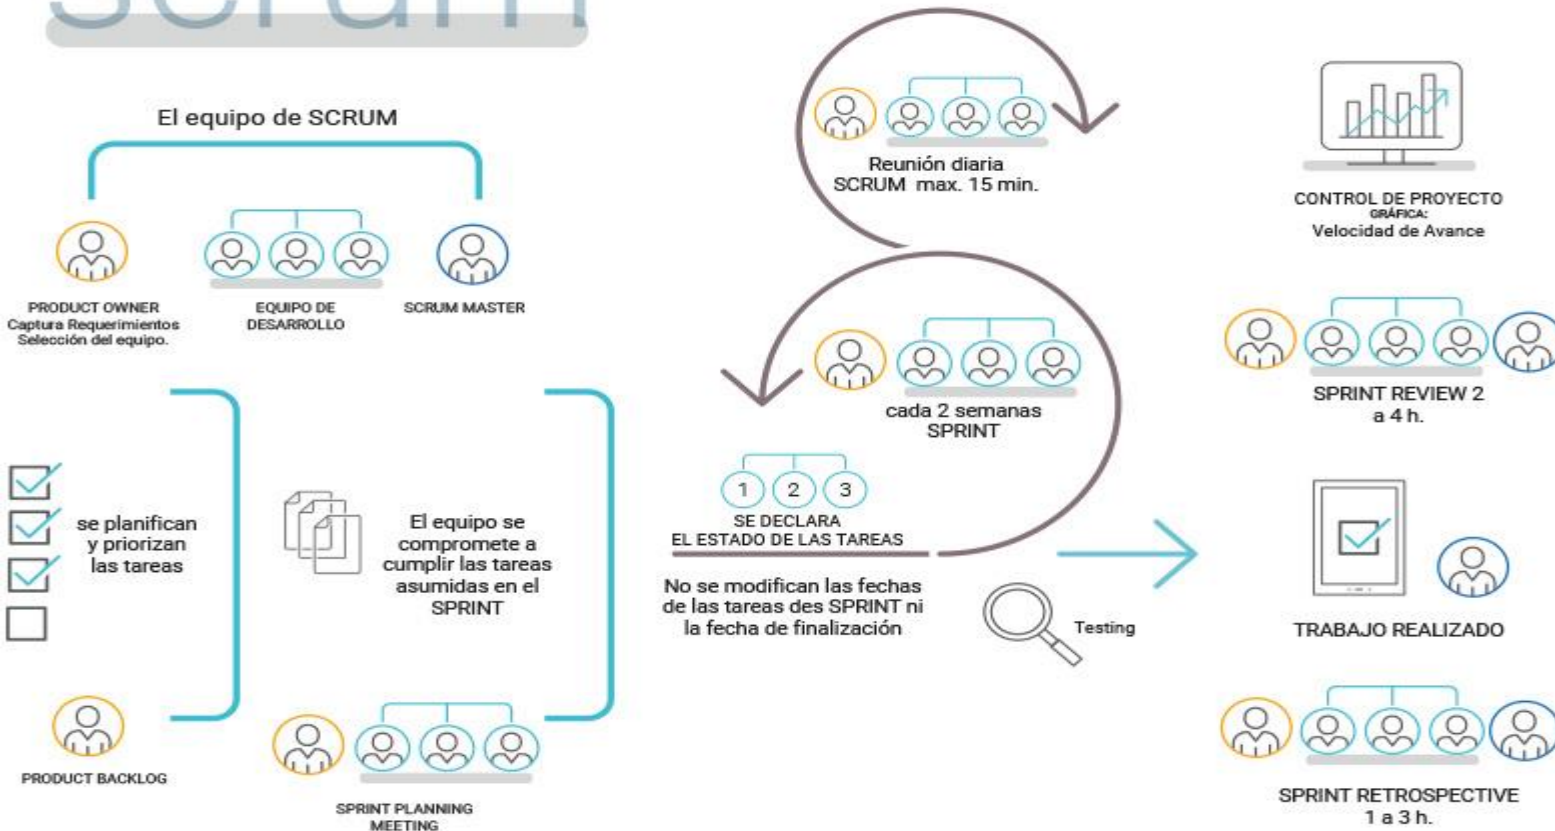 scrum
El equipo de SCRUM
PRODUCT OWNER
Captura Requerimientos
Selección del equipo.
EQUIPO DE
DESARROLLO
SCRUM MASTER
se planifican
y priorizan
las tareas
PRODUCT BACKLOG
El equipo se
compromete a
cumplir las tareas
asumidas en el
SPRINT
SPRINT PLANNING
MEETING
Reunión diaria
SCRUM max. 15 min.
cada 2 semanas
SPRINT
1 2 3
SE DECLARA
EL ESTADO DE LAS TAREAS
No se modifican las fechas
de las tareas des SPRINT ni
la fecha de finalización
Testing
CONTROL DE PROYECTO
GRÁFICA:
Velocidad de Avance
SPRINT REVIEW 2
a 4 h.
TRABAJO REALIZADO
SPRINT RETROSPECTIVE
1 a 3 h.